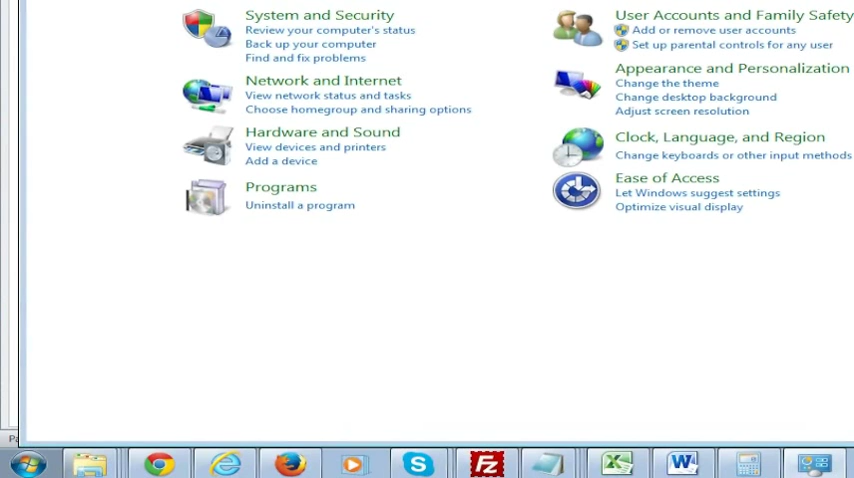 System and Security
Review your computer's status
Back up your computer
Find and fix problems
Network and Internet
View network status and tasks
Choose homegroup and sharing options
Hardware and Sound
View devices and printers
Add a device
Programs
Uninstall a program
User Accounts and Family Safety
Add or remove user accounts
Set up parental controls for any user
Appearance and Personalization
Change the theme
Change desktop background
Adjust screen resolution
Clock, Language, and Region
Change keyboards or other input methods
Ease of Access
Let Windows suggest settings
Optimize visual display